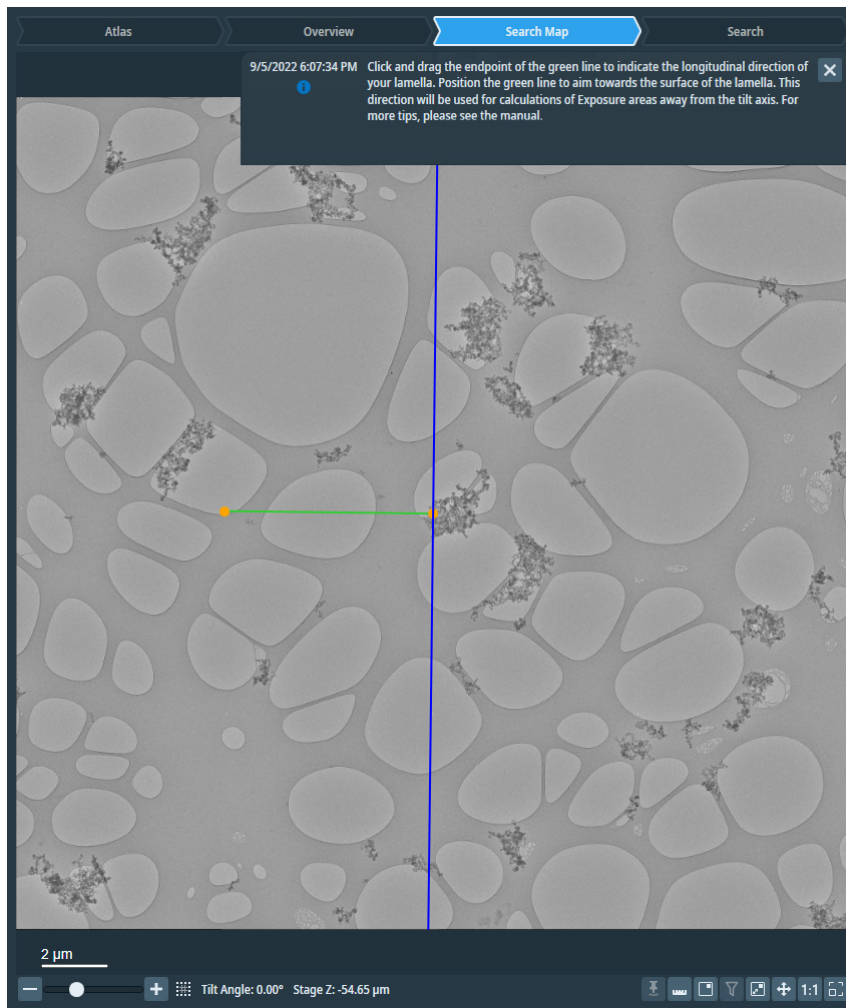 Atlas
Overview
Search Map
Search
9/5/2022 6:07:34 PM
Click and drag the endpoint of the green line to indicate the longitudinal direction of
your lamella. Position the green line to aim towards the surface of the lamella. This
direction will be used for calculations of Exposure areas away from the tilt axis. For
more tips, please see the manual.
2 µm
Tilt Angle: 0.00° Stage Z: -54.65 µm
1:1